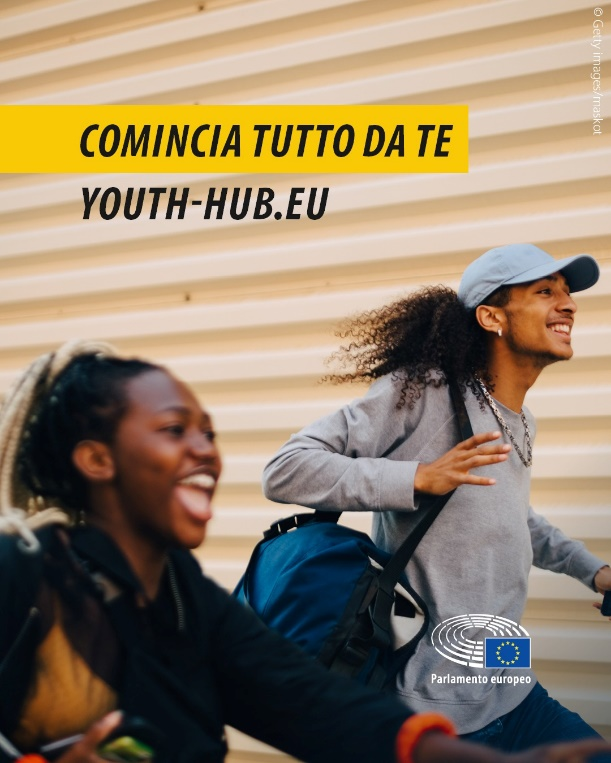 © Getty images/maskot
COMINCIA TUTTO DA TE
YOUTH-HUB.EU
Parlamento europeo